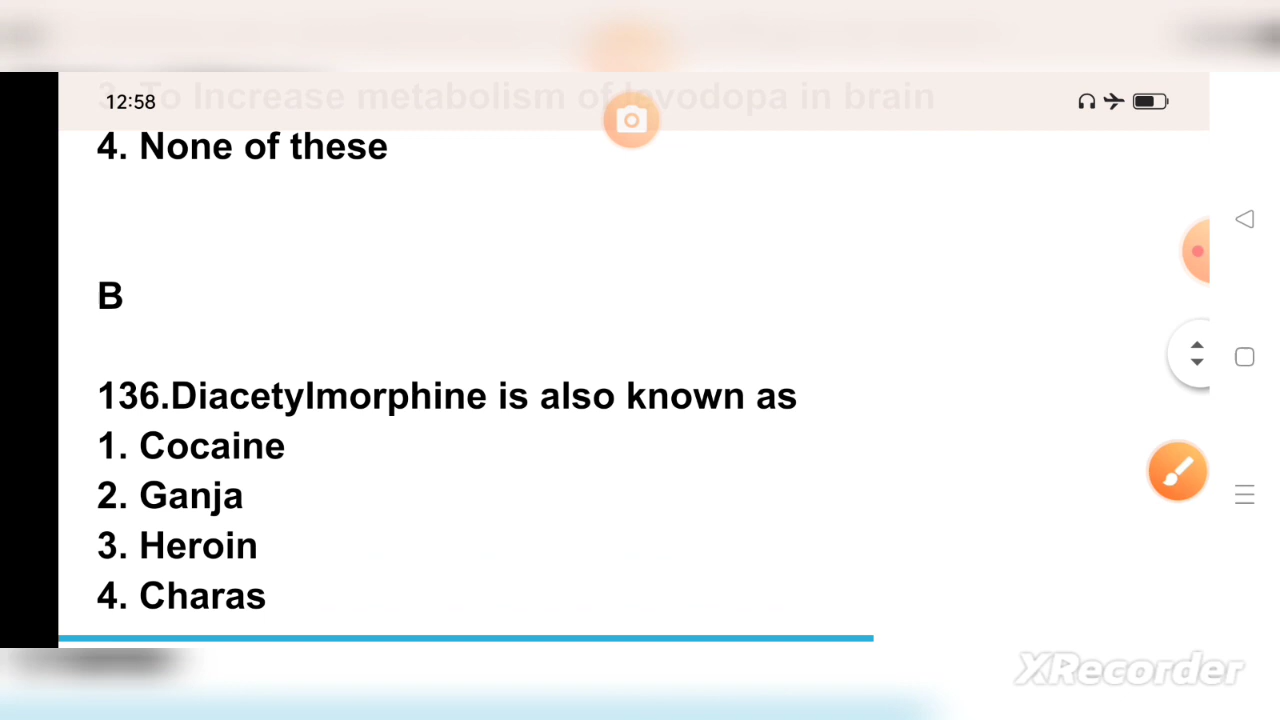 3. To Increase metabolism of levodopa in brain
12:58
4. None of these
B
136.Diacetylmorphine is also known as
1. Cocaine
2. Ganja
3. Heroin
4. Charas
XRecorder